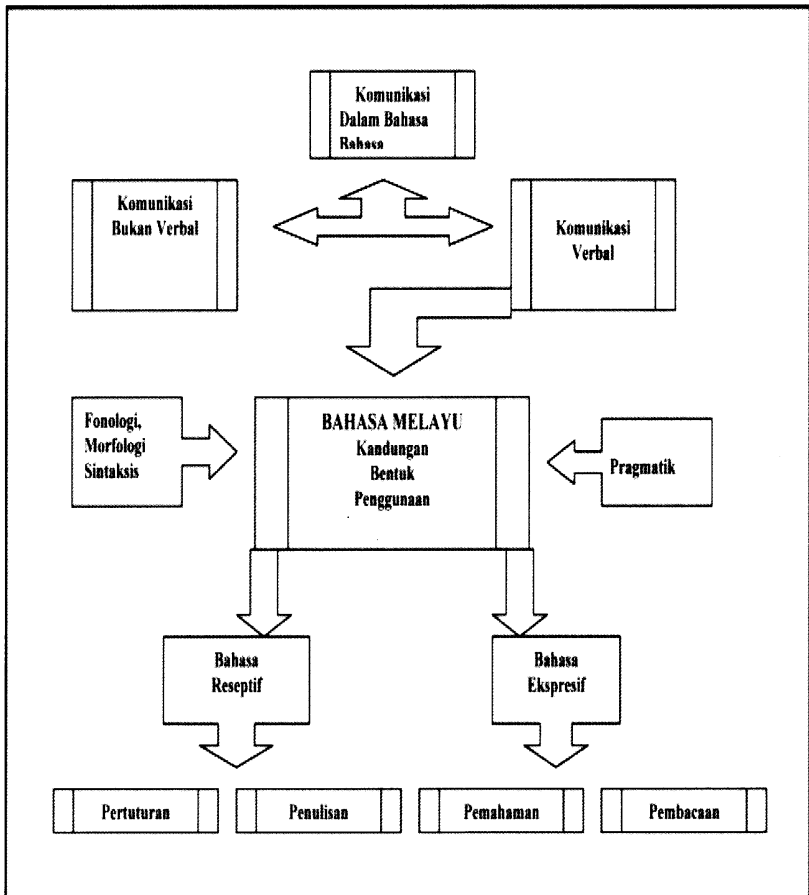 Komunikasi
Dalam Bahasa
Bahasa
Komunikasi
Bukan Verbal
Komunikasi
Verbal
Fonologi,
Morfologi
Sintaksis
BAHASA MELAYU
Kandungan
Bentuk
Penggunaan
Pragmatik
Bahasa
Reseptif
Bahasa
Ekspresif
Pertuturan
Penulisan
Pemahaman
Pembacaan